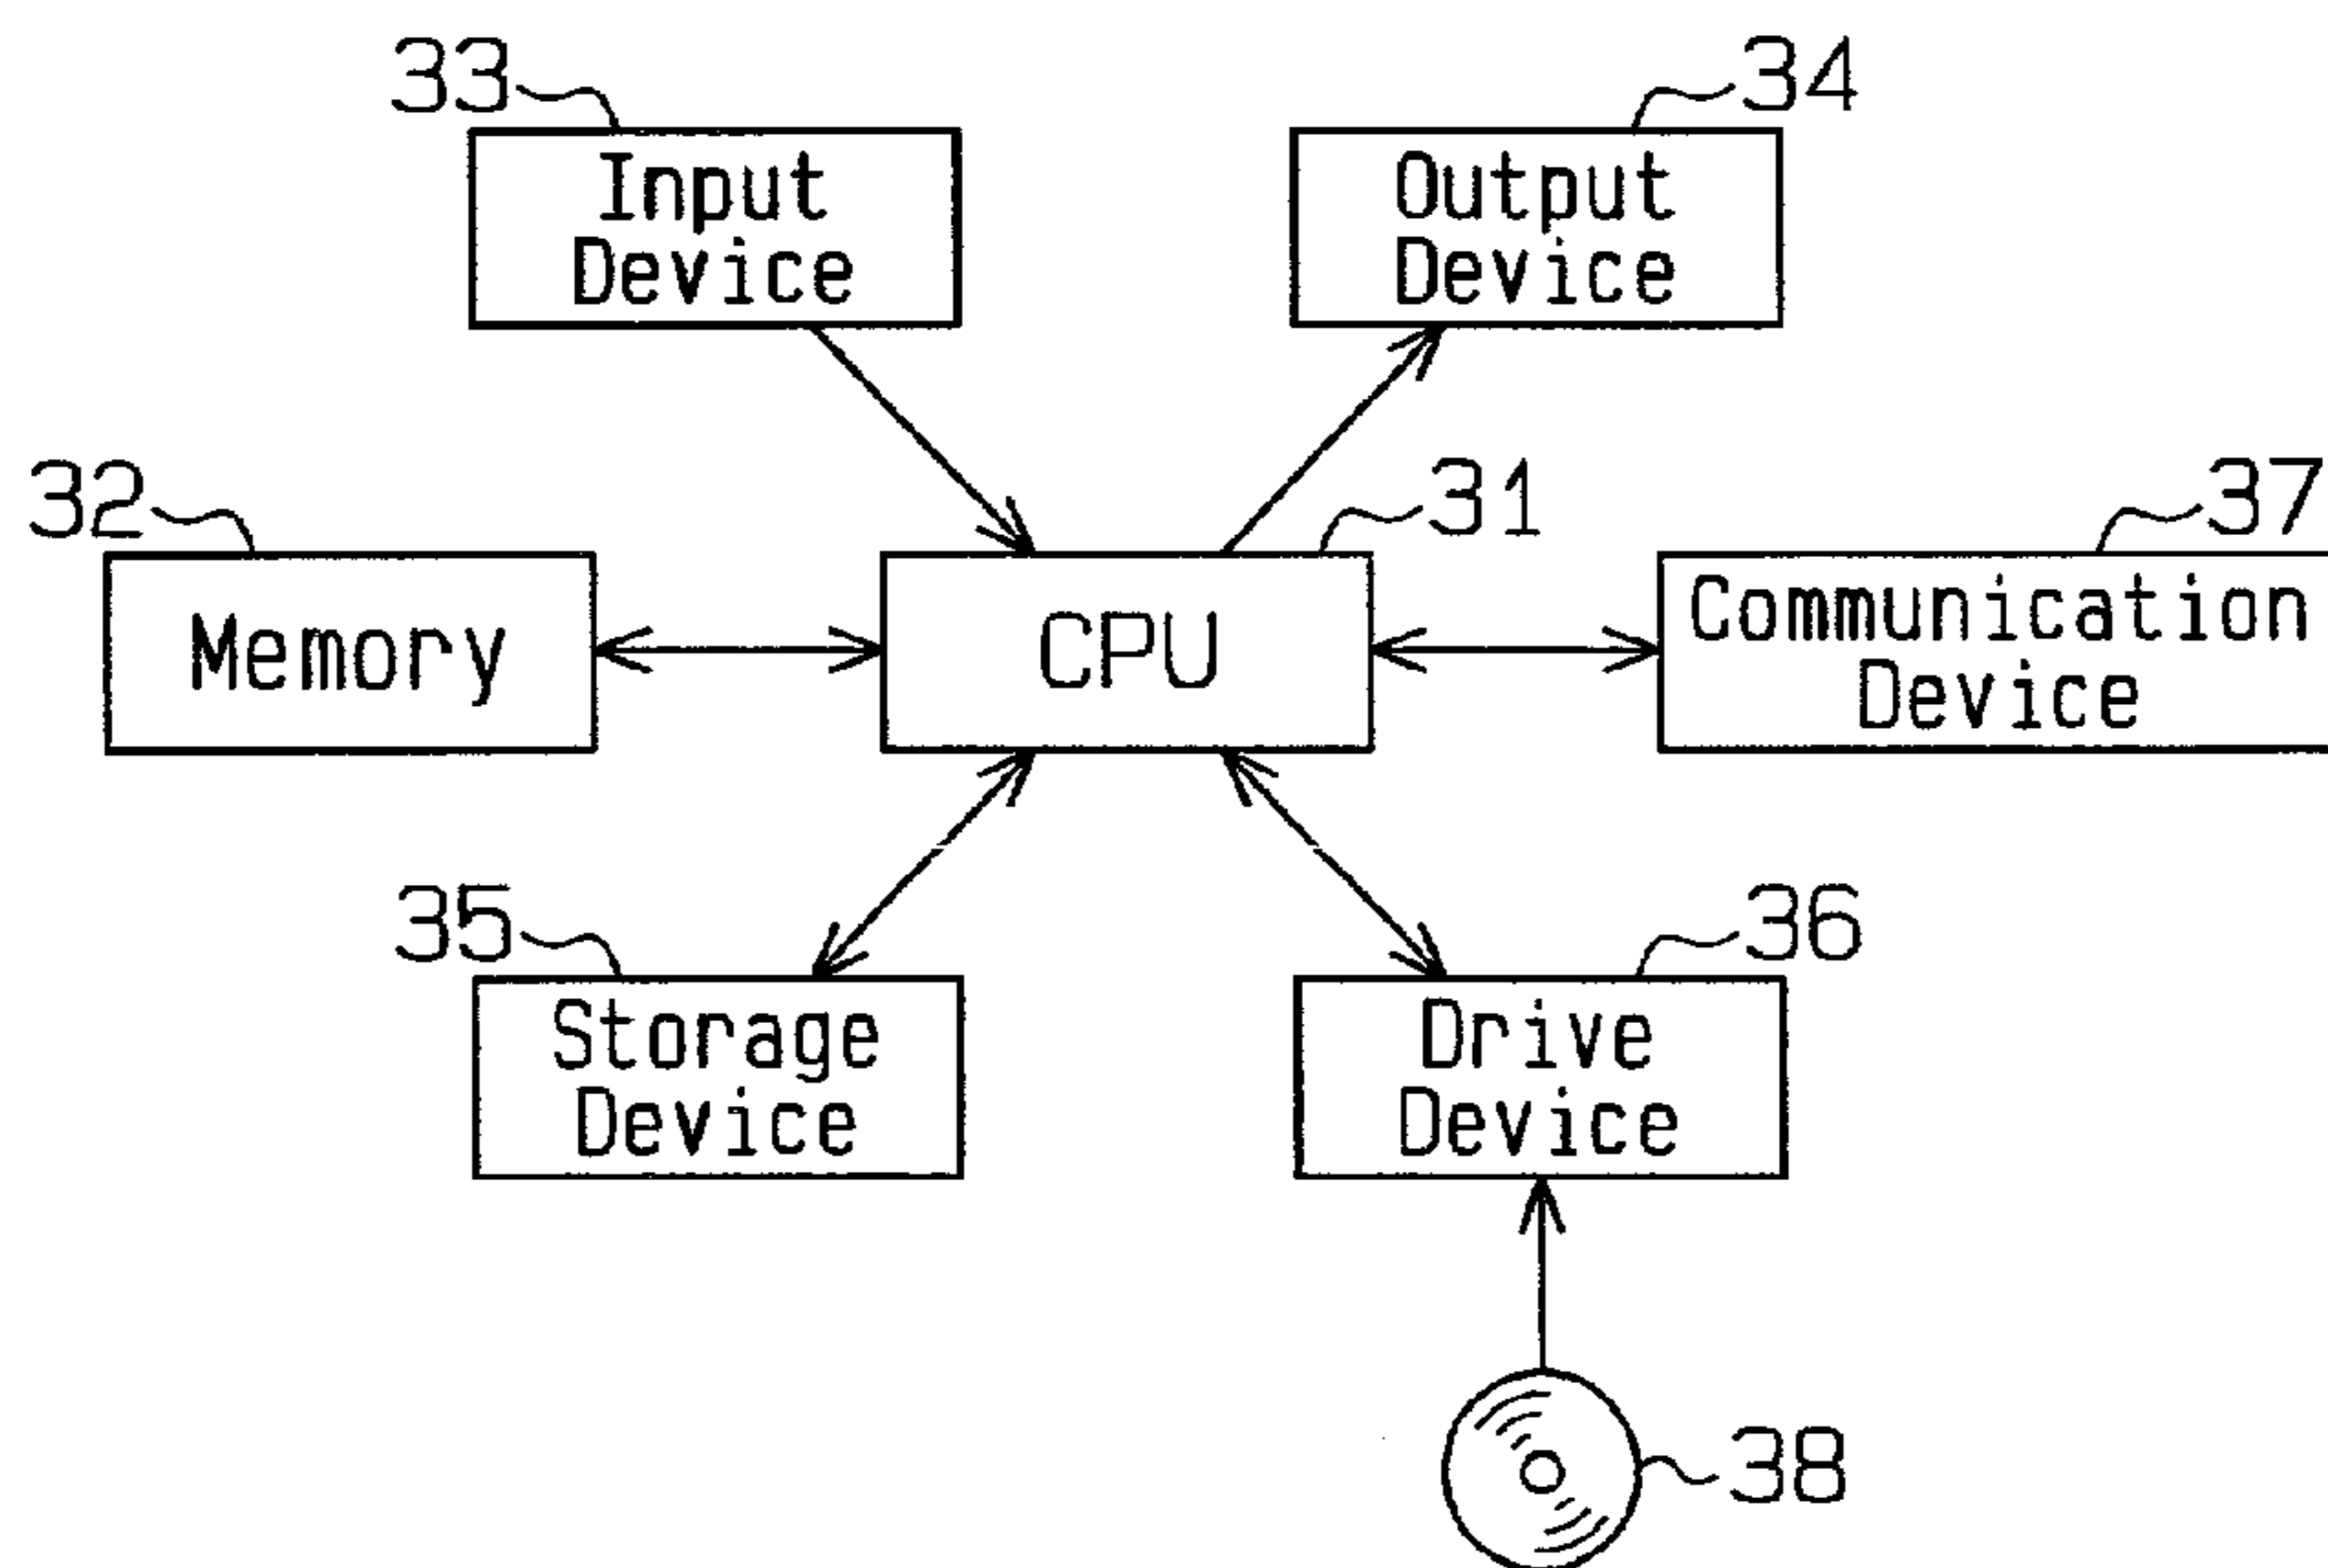 33
34
Input
Device
Output
Device
32
31
37
Memory
CPU
Communication
Device
35
36
Storage
Device
Drive
Device
38